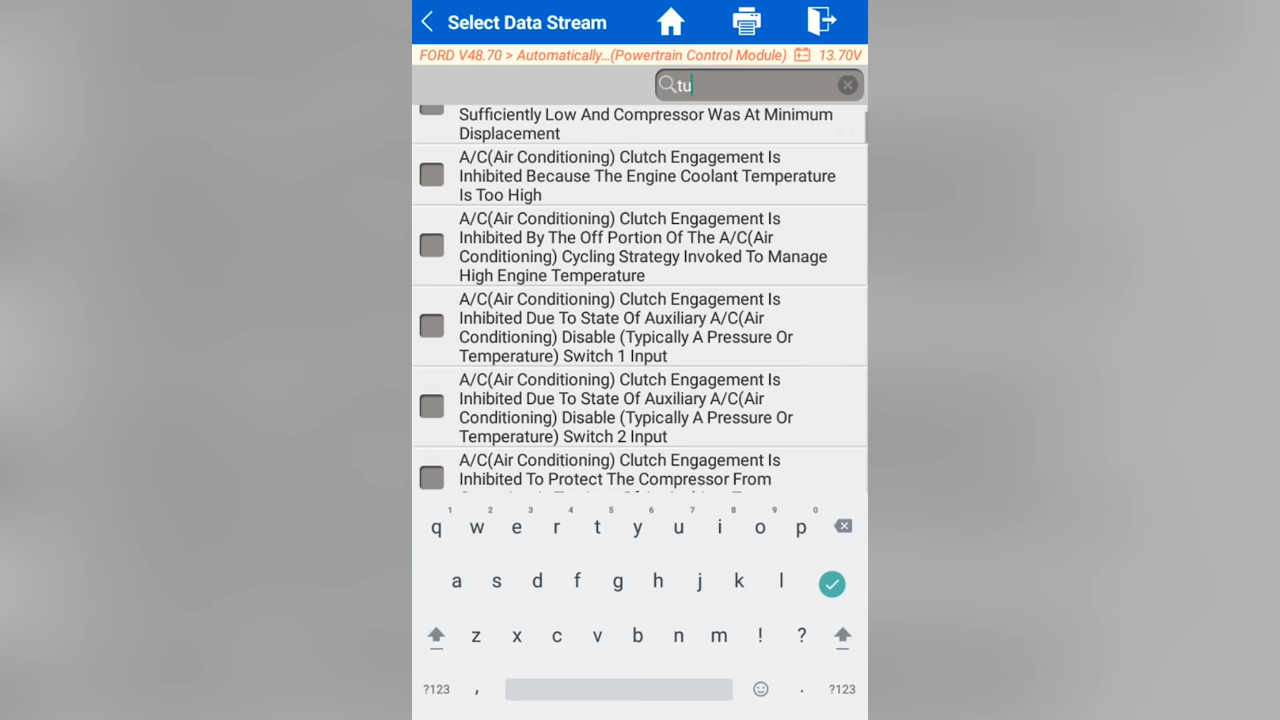 Select Data Stream
FORD V48.70 > Automatically...(Powertrain Control Module) 13.70V
tu
Sufficiently Low And Compressor Was At Minimum
Displacement
A/C(Air Conditioning) Clutch Engagement Is
Inhibited Because The Engine Coolant Temperature
Is Too High
A/C(Air Conditioning) Clutch Engagement Is
Inhibited By The Off Portion Of The A/C(Air
Conditioning) Cycling Strategy Invoked To Manage
High Engine Temperature
A/C(Air Conditioning) Clutch Engagement Is
Inhibited Due To State Of Auxiliary A/C(Air
Conditioning) Disable (Typically A Pressure Or
Temperature) Switch 1 Input
A/C(Air Conditioning) Clutch Engagement Is
Inhibited Due To State Of Auxiliary A/C(Air
Conditioning) Disable (Typically A Pressure Or
Temperature) Switch 2 Input
A/C(Air Conditioning) Clutch Engagement Is
Inhibited To Protect The Compressor From
1 2 3 4 5 6 7 8 9 0
q w e r t y u i o p
a s d f g h j k l
z x c v b n m ! ?
?123 , . ?123